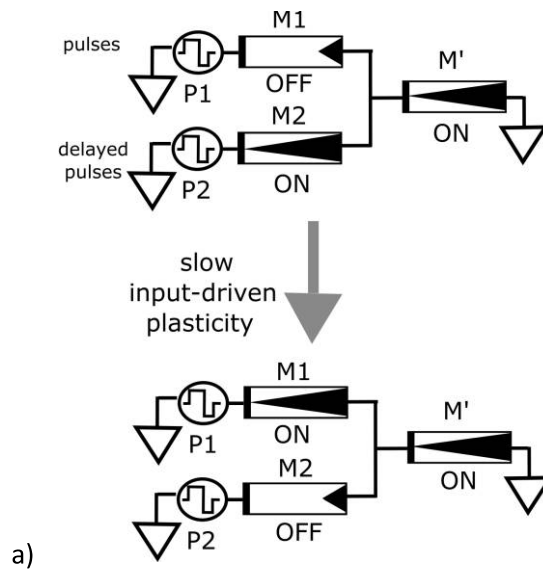 pulses
M1
P1
OFF
M'
M2
delayed
pulses
P2
ON
ON
slow
input-driven
plasticity
M1
P1
ON
M'
M2
ON
P2
OFF
a)